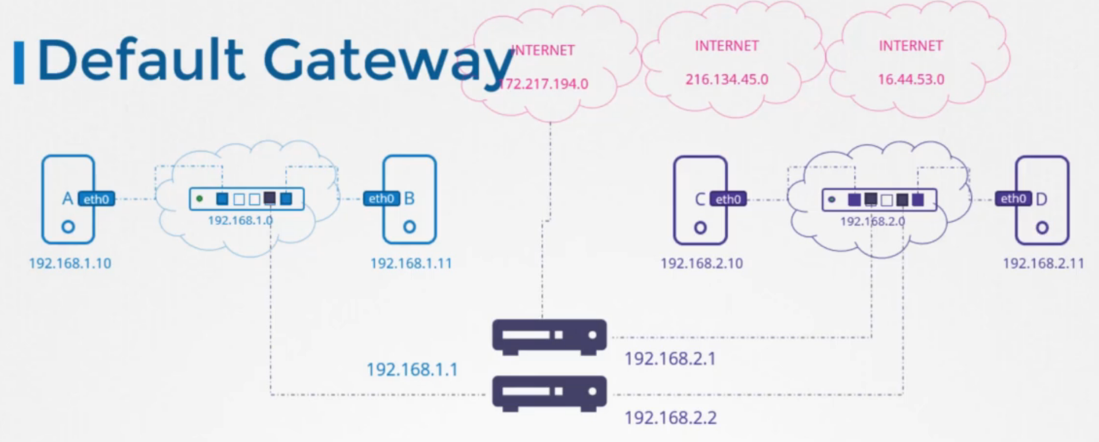 Default Gateway
INTERNET
172.217.194.0
INTERNET
216.134.45.0
INTERNET
16.44.53.0
A
eth0
192.168.1.10
192.168.1.0
eth0
B
192.168.1.11
C
eth0
192.168.2.10
192.168.2.0
eth0
D
192.168.2.11
192.168.1.1
192.168.2.1
192.168.2.2